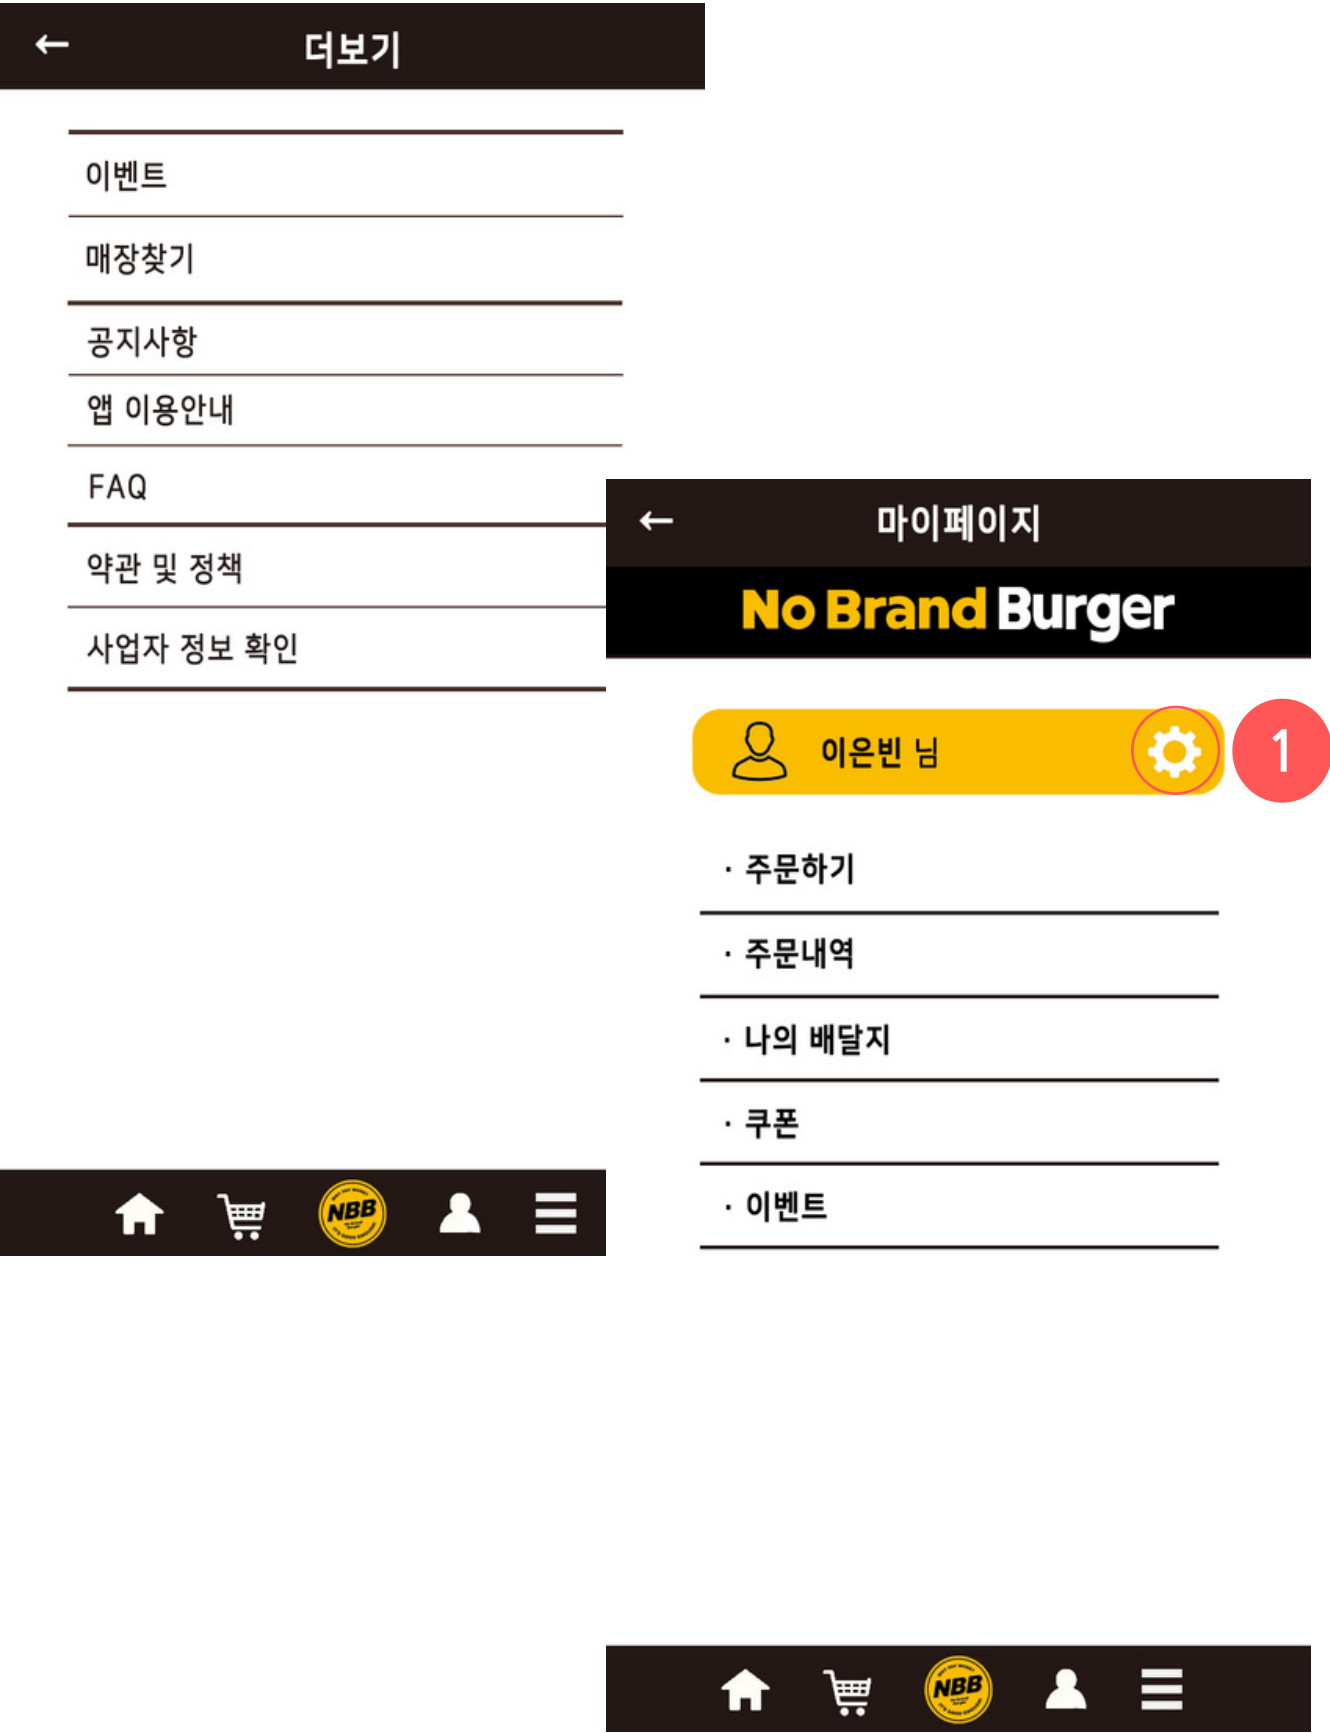 더보기
이벤트
매장찾기
공지사항
앱 이용안내
FAQ
약관 및 정책
사업자 정보 확인
NBB
마이페이지
No Brand Burger
이은빈 님
1
· 주문하기
· 주문내역
· 나의 배달지
· 쿠폰
· 이벤트
NBB